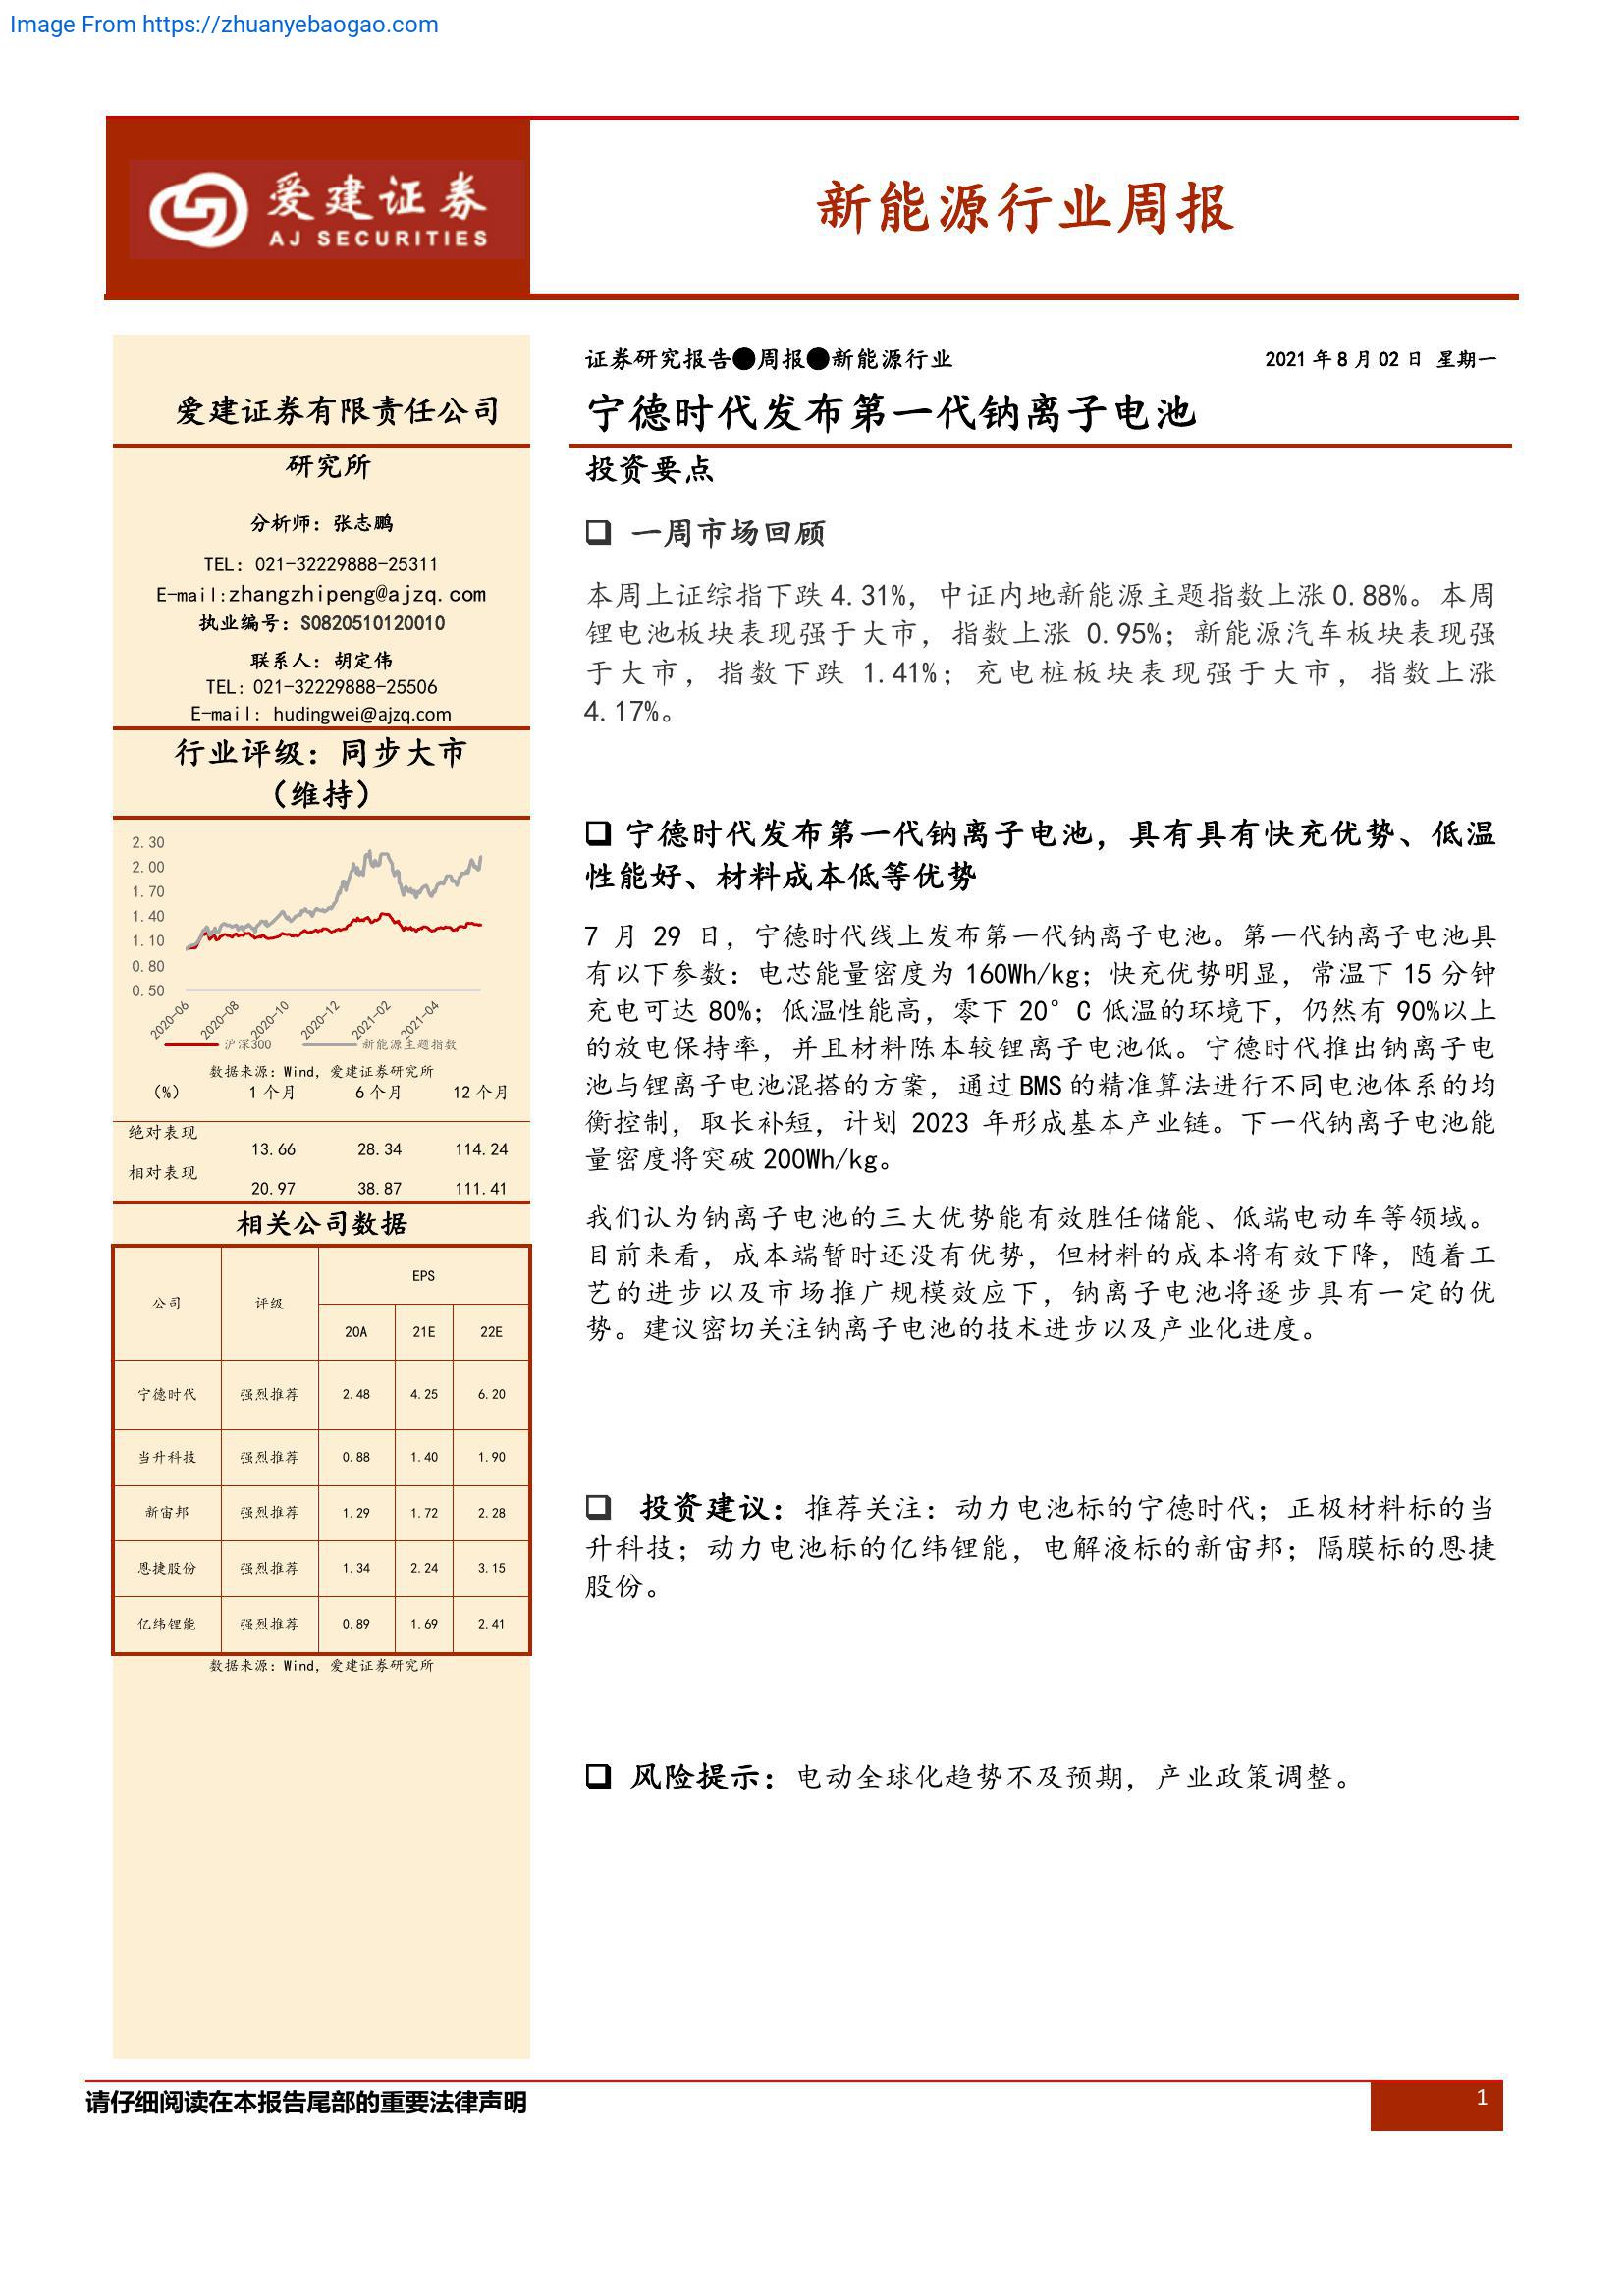 Image From https://zhuanyebaogao.com
爱建证券
AJ SECURITIES
新能源行业周报
爱建证券有限责任公司
研究所
分析师：张志鹏
TEL：021-32229888-25311
E-mail:zhangzhipeng@ajzq.com
执业编号：S0820510120010
联系人：胡定伟
TEL：021-32229888-25506
E-mail：hudingwei@ajzq.com
行业评级：同步大市
（维持）
2.30
2.00
1.70
1.40
1.10
0.80
0.50
2020-06
2020-08
2020-10
2020-12
2021-02
2021-04
沪深300 新能源主题指数
数据来源：Wind，爱建证券研究所
（%） 1个月 6个月 12个月
绝对表现
13.66 28.34 114.24
相对表现
20.97 38.87 111.41
相关公司数据
公司 评级 EPS
20A 21E 22E
宁德时代 强烈推荐 2.48 4.25 6.20
当升科技 强烈推荐 0.88 1.40 1.90
新宙邦 强烈推荐 1.29 1.72 2.28
恩捷股份 强烈推荐 1.34 2.24 3.15
亿纬锂能 强烈推荐 0.89 1.69 2.41
数据来源：Wind，爱建证券研究所
证券研究报告●周报●新能源行业 2021年8月02日 星期一
宁德时代发布第一代钠离子电池
投资要点
❑ 一周市场回顾
本周上证综指下跌4.31%，中证内地新能源主题指数上涨0.88%。本周
锂电池板块表现强于大市，指数上涨 0.95%；新能源汽车板块表现强
于大市，指数下跌 1.41%；充电桩板块表现强于大市，指数上涨
4.17%。
❑ 宁德时代发布第一代钠离子电池，具有具有快充优势、低温
性能好、材料成本低等优势
7 月 29 日，宁德时代线上发布第一代钠离子电池。第一代钠离子电池具
有以下参数：电芯能量密度为 160Wh/kg；快充优势明显，常温下 15 分钟
充电可达 80%；低温性能高，零下 20°C 低温的环境下，仍然有 90%以上
的放电保持率，并且材料陈本较锂离子电池低。宁德时代推出钠离子电
池与锂离子电池混搭的方案，通过 BMS 的精准算法进行不同电池体系的均
衡控制，取长补短，计划 2023 年形成基本产业链。下一代钠离子电池能
量密度将突破 200Wh/kg。
我们认为钠离子电池的三大优势能有效胜任储能、低端电动车等领域。
目前来看，成本端暂时还没有优势，但材料的成本将有效下降，随着工
艺的进步以及市场推广规模效应下，钠离子电池将逐步具有一定的优
势。建议密切关注钠离子电池的技术进步以及产业化进度。
❑ 投资建议：推荐关注：动力电池标的宁德时代；正极材料标的当
升科技；动力电池标的亿纬锂能，电解液标的新宙邦；隔膜标的恩捷
股份。
❑ 风险提示：电动全球化趋势不及预期，产业政策调整。
请仔细阅读在本报告尾部的重要法律声明
1